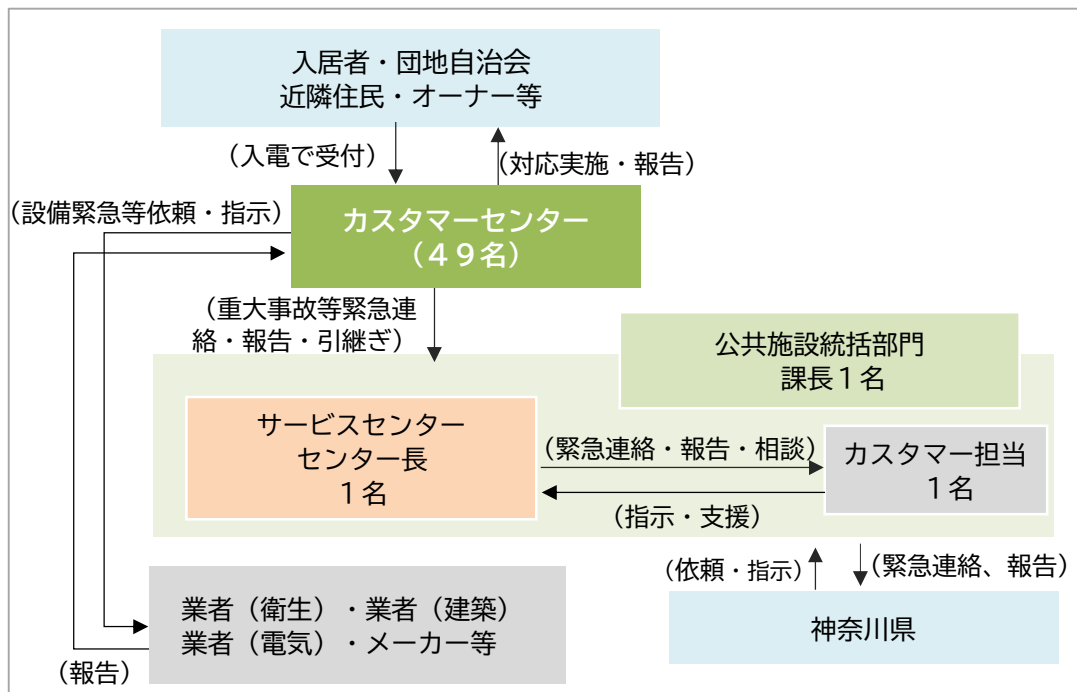 入居者・団地自治会
近隣住民・オーナー等
（入電で受付）
（対応実施・報告）
（設備緊急等依頼・指示）
カスタマーセンター
（４９名）
（重大事故等緊急連
絡・報告・引継ぎ）
公共施設統括部門
課長１名
サービスセンター
センター長
１名
（緊急連絡・報告・相談）
カスタマー担当
１名
（指示・支援）
（依頼・指示）
（緊急連絡、報告）
業者（衛生）・業者（建築）
業者（電気）・メーカー等
神奈川県
（報告）